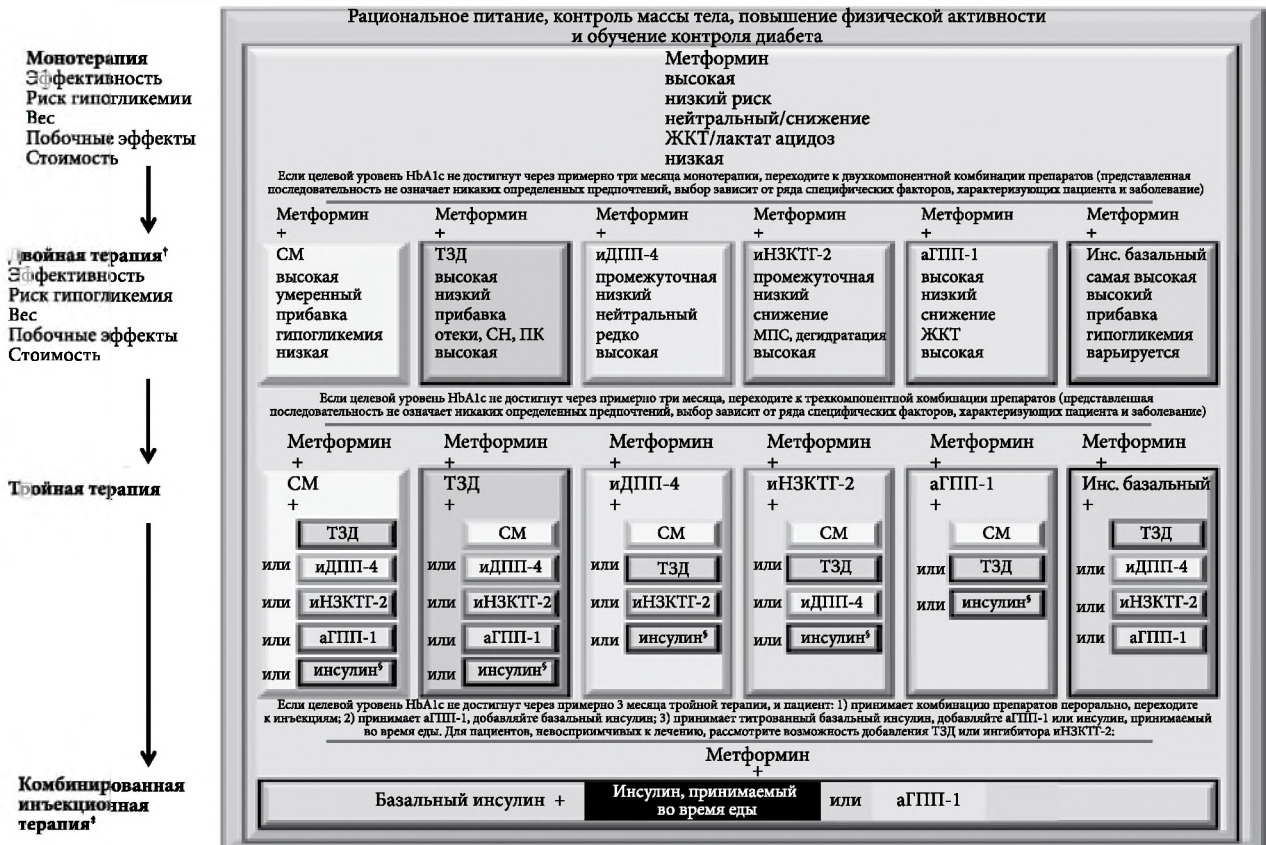 Рациональное питание, контроль массы тела, повышение физической активности
и обучение контроля диабета
Монотерапия
Эффективность
Риск гипогликемии
Вес
Побочные эффекты
Стоимость
Метформин
высокая
низкий риск
нейтральный/снижение
ЖКТ/лактат ацидоз
низкая
Если целевой уровень HbA1c не достигнут через примерно три месяца монотерапии, переходите к двухкомпонентной комбинации препаратов (представленная
последовательность не означает никаких определенных предпочтений, выбор зависит от ряда специфических факторов, характеризующих пациента и заболевание)
Двойная терапия†
Эффективность
Риск гипогликемия
Вес
Побочные эффекты
Стоимость
Метформин
+
СМ
высокая
умеренный
прибавка
гипогликемия
низкая
Метформин
+
ТЗД
высокая
низкий
прибавка
отеки, СН, ПК
высокая
Метформин
+
иДПП-4
промежуточная
низкий
нейтральный
редко
высокая
Метформин
+
иНЗКТГ-2
промежуточная
низкий
снижение
МПС, дегидратация
высокая
Метформин
+
аГПП-1
высокая
низкий
снижение
ЖКТ
высокая
Метформин
+
Инс. базальный
самая высокая
высокий
прибавка
гипогликемия
варьируется
Если целевой уровень HbA1c не достигнут через примерно три месяца, переходите к трехкомпонентной комбинации препаратов (представленная
последовательность не означает никаких определенных предпочтений, выбор зависит от ряда специфических факторов, характеризующих пациента и заболевание)
Тройная терапия
Метформин
+
СМ
+
ТЗД
или иДПП-4
или иНЗКТГ-2
или аГПП-1
или инсулин§
Метформин
+
ТЗД
+
СМ
или иДПП-4
или иНЗКТГ-2
или аГПП-1
или инсулин§
Метформин
+
иДПП-4
+
СМ
или ТЗД
или иНЗКТГ-2
или инсулин§
Метформин
+
иНЗКТГ-2
+
СМ
или ТЗД
или иДПП-4
или инсулин§
Метформин
+
аГПП-1
+
СМ
или ТЗД
или инсулин§
Метформин
+
Инс. базальный
+
ТЗД
или иДПП-4
или иНЗКТГ-2
или аГПП-1
Если целевой уровень HbA1c не достигнут через примерно 3 месяца тройной терапии, и пациент: 1) принимает комбинацию препаратов перорально, переходите
к инъекциям; 2) принимает аГПП-1, добавляйте базальный инсулин; 3) принимает титрованный базальный инсулин, добавляйте аГПП-1 или инсулин, принимаемый
во время еды. Для пациентов, невосприимчивых к лечению, рассмотрите возможность добавления ТЗД или ингибитора иНЗКТГ-2:
Комбинированная
инъекционная
терапия‡
Метформин
+
Базальный инсулин + Инсулин, принимаемый
во время еды или аГПП-1